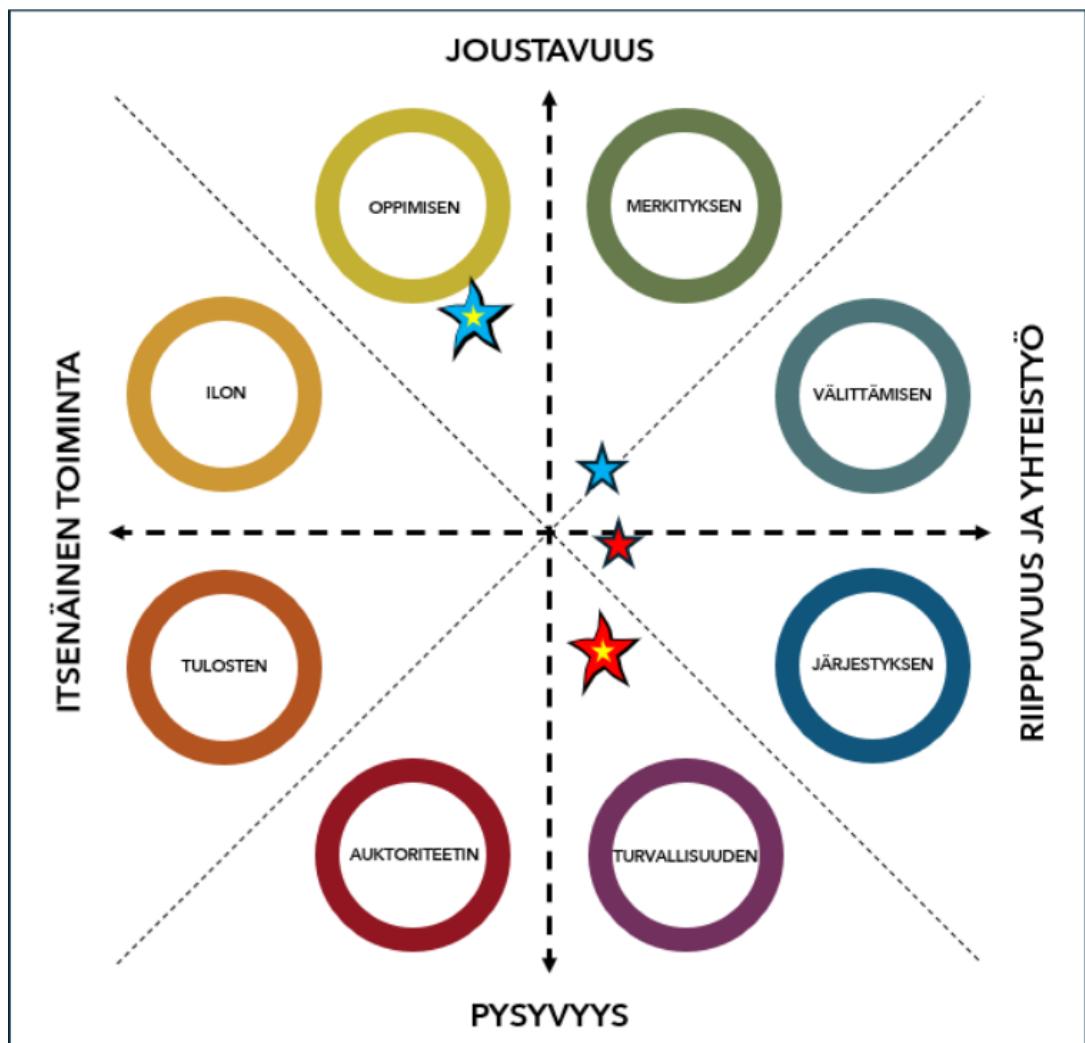 JOUSTAVUUS
OPPIMISEN
MERKITYKSEN
ILON
VÄLITTÄMISEN
ITSENÄINEN TOIMINTA
RIIPPUVUUS JA YHTEISTYÖ
TULOSTEN
JÄRJESTYKSEN
AUKTORITEETIN
TURVALLISUUDEN
PYSYVYYS